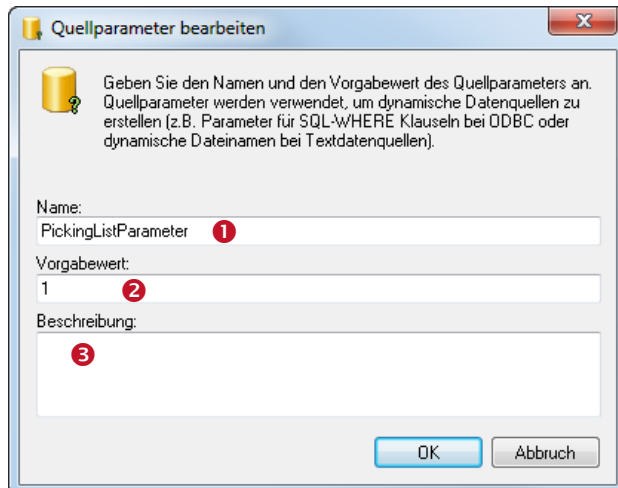 Quellparameter bearbeiten
Geben Sie den Namen und den Vorgabewert des Quellparameters an.
Quellparameter werden verwendet, um dynamische Datenquellen zu
erstellen (z.B. Parameter für SQL-WHERE Klauseln bei ODBC oder
dynamische Dateinamen bei Textdatenquellen).
Name:
PickingListParameter 1
Vorgabewert:
1 2
Beschreibung:
3
OK Abbruch